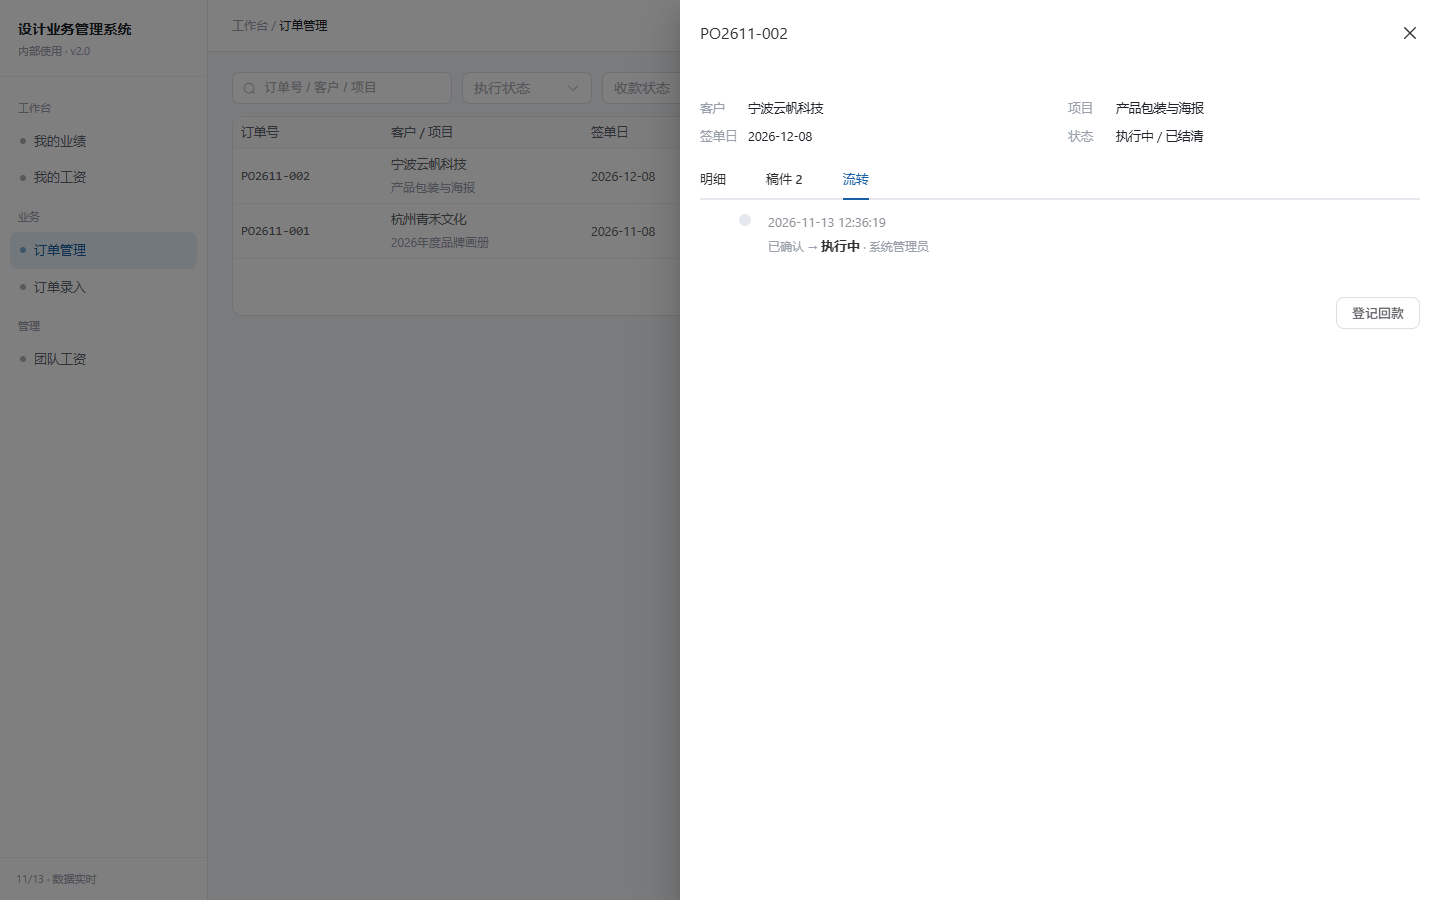 设计业务管理系统
内部使用 · v2.0
工作台
我的业绩
我的工资
业务
订单管理
订单录入
管理
团队工资
11/13 · 数据实时
工作台 / 订单管理
订单号 / 客户 / 项目
执行状态
收款状态
订单号 客户 / 项目 签单日
PO2611-002 宁波云帆科技 2026-12-08
产品包装与海报
PO2611-001 杭州青禾文化 2026-11-08
2026年度品牌画册
PO2611-002
客户 宁波云帆科技 项目 产品包装与海报
签单日 2026-12-08 状态 执行中 / 已结清
明细 稿件 2 流转
2026-11-13 12:36:19
已确认 → 执行中 · 系统管理员
登记回款